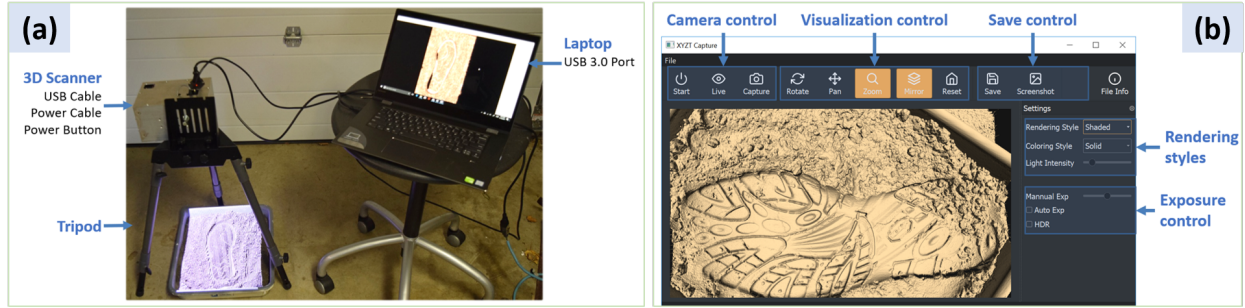 (a)
3D Scanner
USB Cable
Power Cable
Power Button
Tripod
Laptop
USB 3.0 Port
(b)
Camera control
Visualization control
Save control
XYZT Capture
File
Start
Live
Capture
Rotate
Pan
Zoom
Mirror
Reset
Save
Screenshot
File Info
Settings
Rendering Style
Shaded
Coloring Style
Solid
Light Intensity
Rendering
styles
Mannual Exp
Auto Exp
HDR
Exposure
control